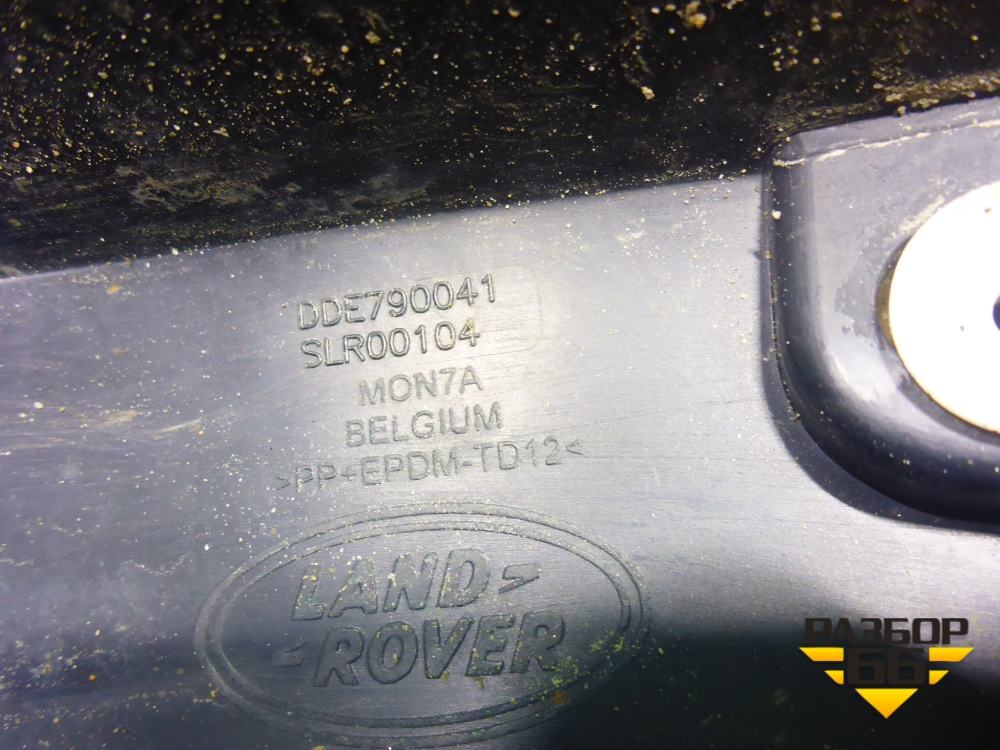 DDE790041
SLR00104
MON7A
BELGIUM
>PP+EPDM-TD12<
LAND
ROVER
РАЗБОР
66